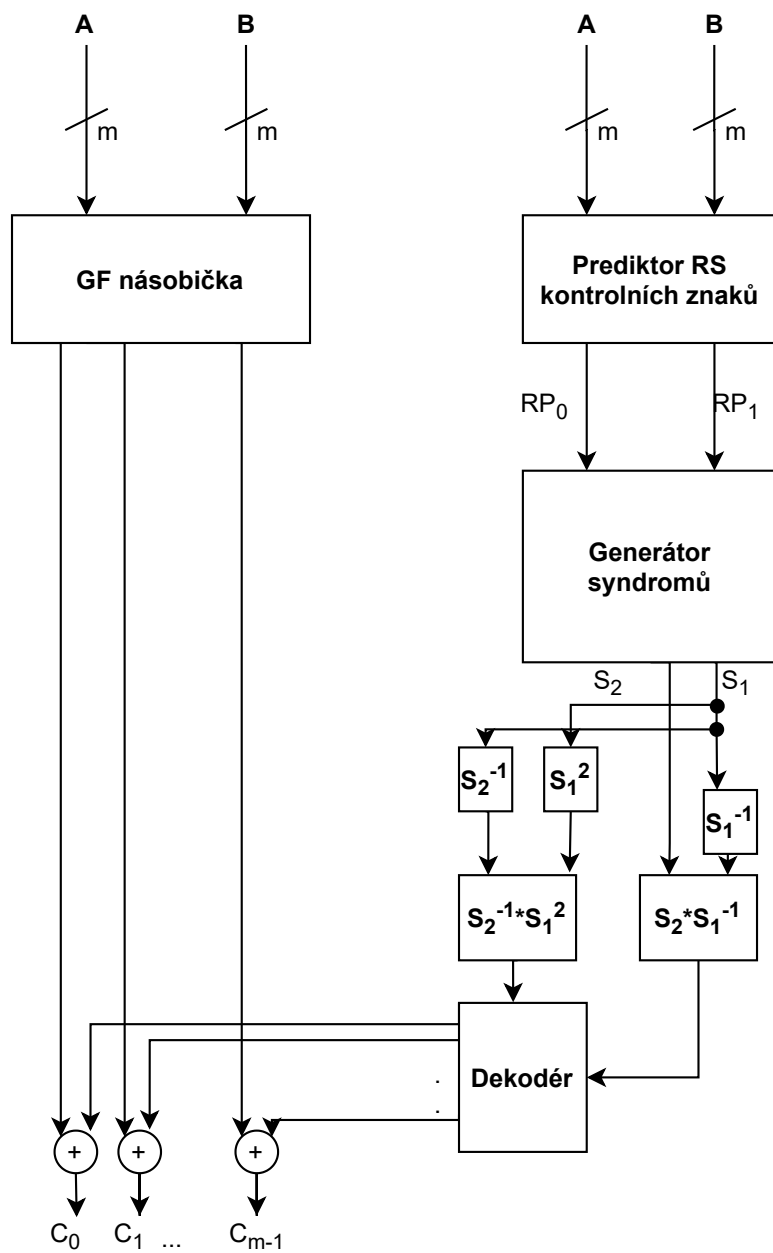 A B A B
m m m m
GF násobička
Prediktor RS
kontrolních znaků
RP₀ RP₁
Generátor
syndromů
S₂ S₁
S₂⁻¹ S₁²
S₁⁻¹
S₂⁻¹*S₁² S₂*S₁⁻¹
Dekodér
.
.
+ + +
C₀ C₁ ... Cₘ₋₁